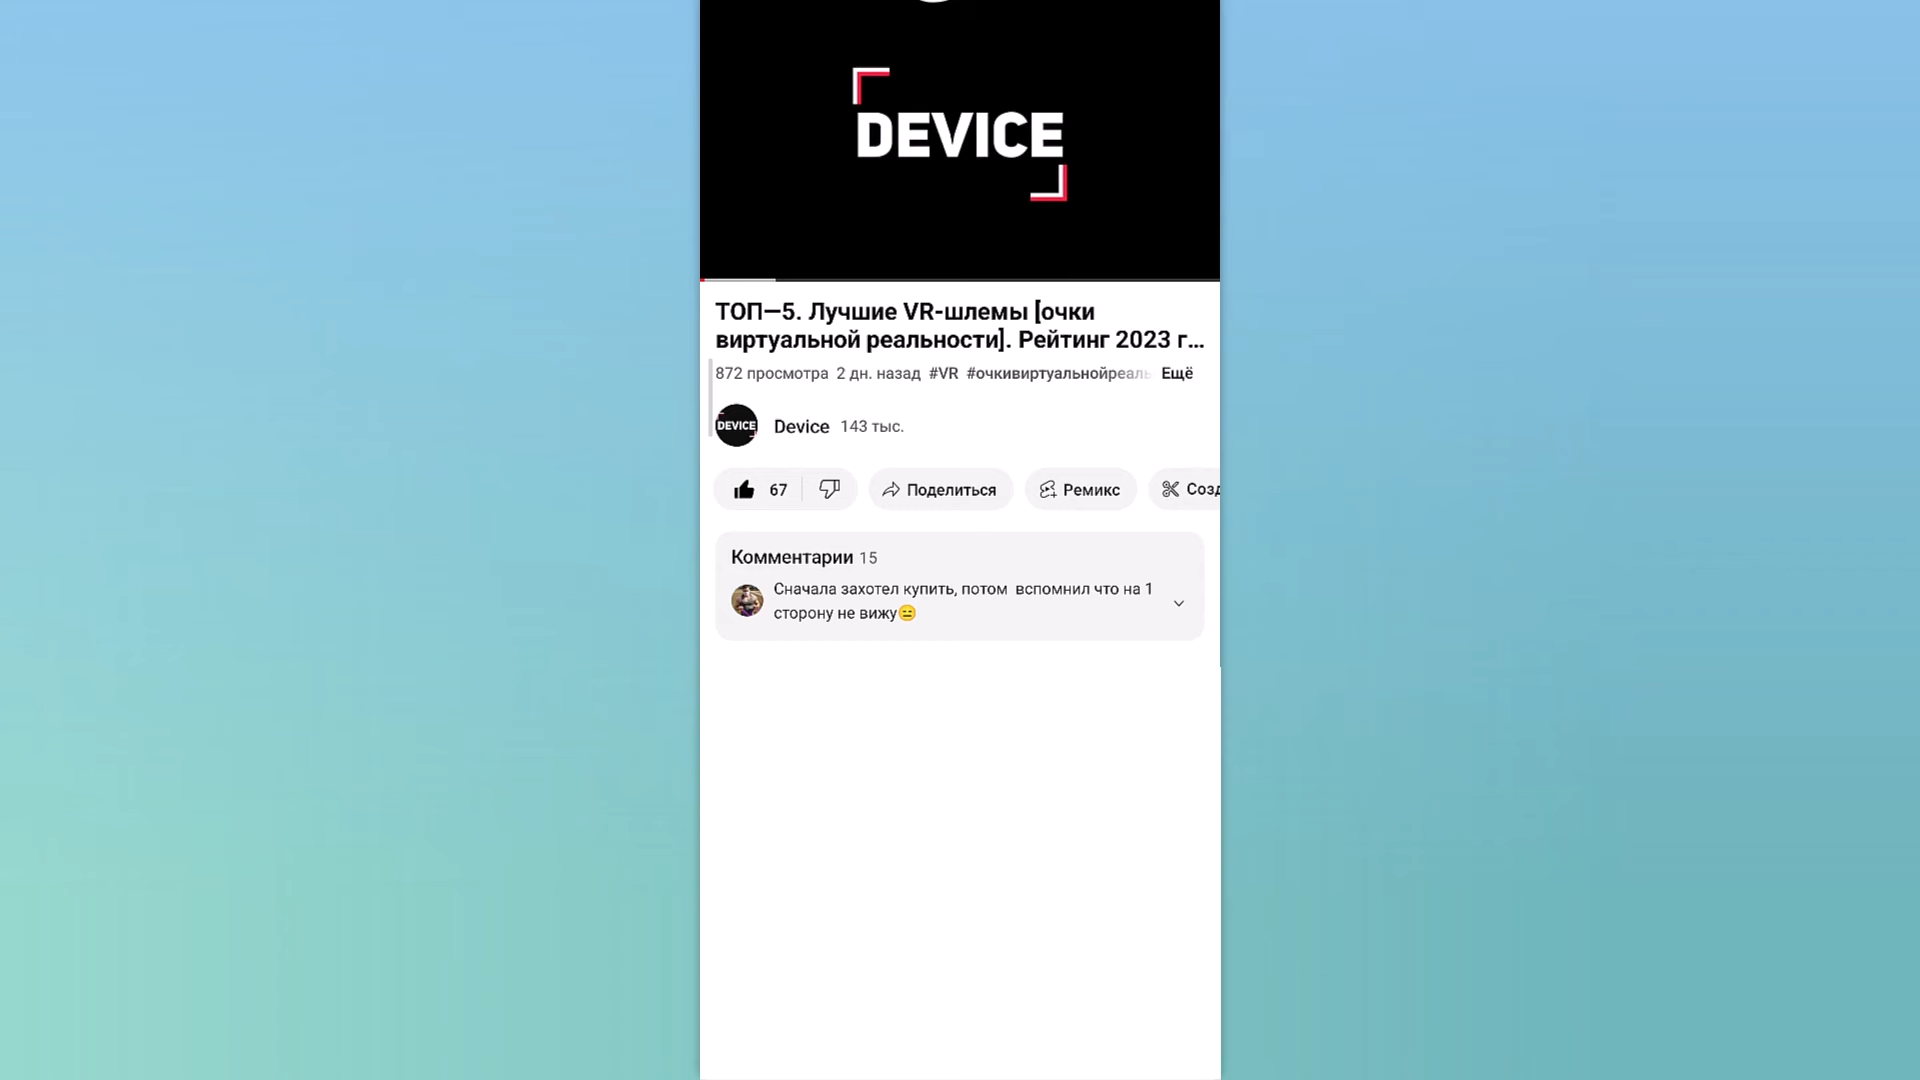 DEVICE
ТОП—5. Лучшие VR-шлемы [очки
виртуальной реальности]. Рейтинг 2023 г...
872 просмотра 2 дн. назад #VR #очкивиртуальнойреаль Ещё
DEVICE Device 143 тыс.
67 Поделиться Ремикс Созд
Комментарии 15
Сначала захотел купить, потом вспомнил что на 1
сторону не вижу😑